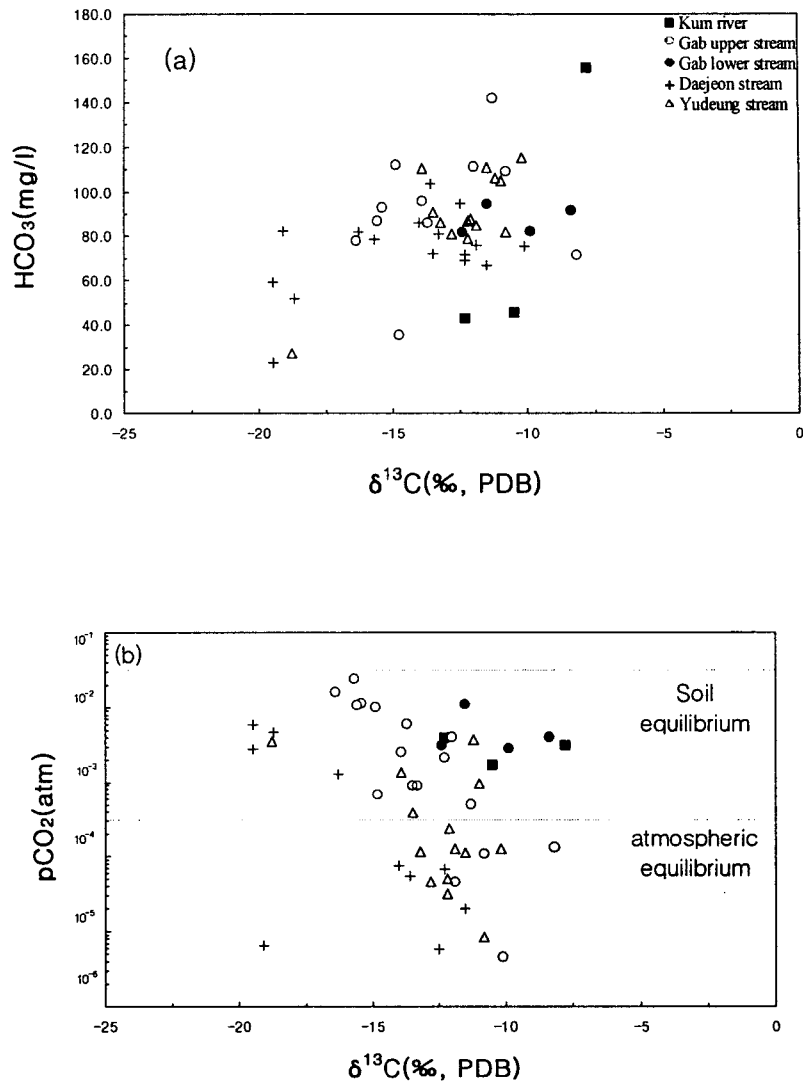 180.0
160.0
140.0
120.0
100.0
80.0
60.0
40.0
20.0
0.0
HCO₃(mg/l)
(a)
■ Kum river
○ Gab upper stream
● Gab lower stream
+ Daejeon stream
△ Yudeung stream
-25 -20 -15 -10 -5 0
δ¹³C(‰, PDB)
(b)
10⁻¹
10⁻²
10⁻³
10⁻⁴
10⁻⁵
10⁻⁶
pCO₂(atm)
Soil
equilibrium
atmospheric
equilibrium
-25 -20 -15 -10 -5 0
δ¹³C(‰, PDB)